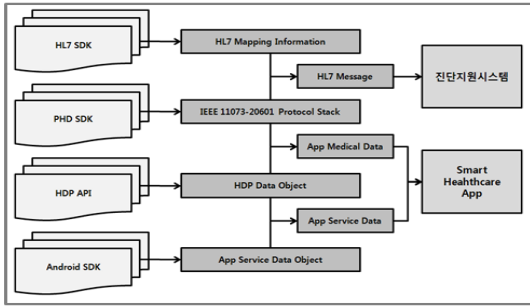 HL7 SDK
HL7 Mapping Information
HL7 Message
진단지원시스템
PHD SDK
IEEE 11073-20601 Protocol Stack
App Medical Data
HDP API
HDP Data Object
Smart
Heahthcare
App
App Service Data
Android SDK
App Service Data Object